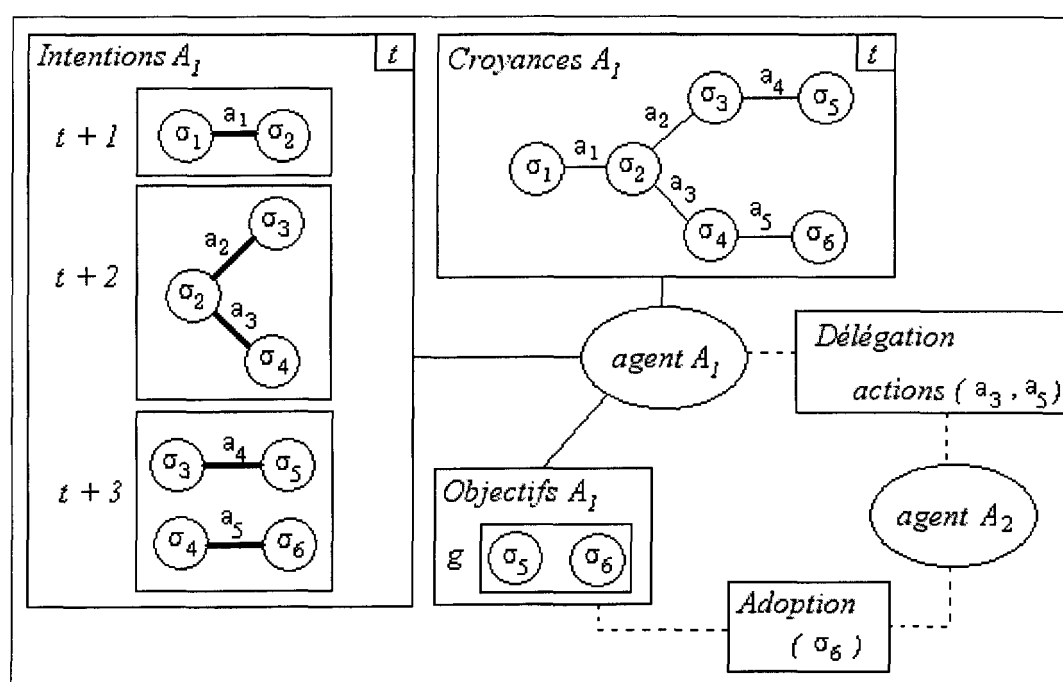 Intentions A₁ t
t + 1
σ₁ a₁ σ₂
t + 2
σ₃
a₂
σ₂
a₃
σ₄
t + 3
σ₃ a₄ σ₅
σ₄ a₅ σ₆
Croyances A₁ t
σ₃ a₄ σ₅
a₂
σ₁ a₁ σ₂
a₃
σ₄ a₅ σ₆
agent A₁
Délégation
actions ( a₃ , a₅ )
Objectifs A₁
g σ₅ σ₆
agent A₂
Adoption
( σ₆ )